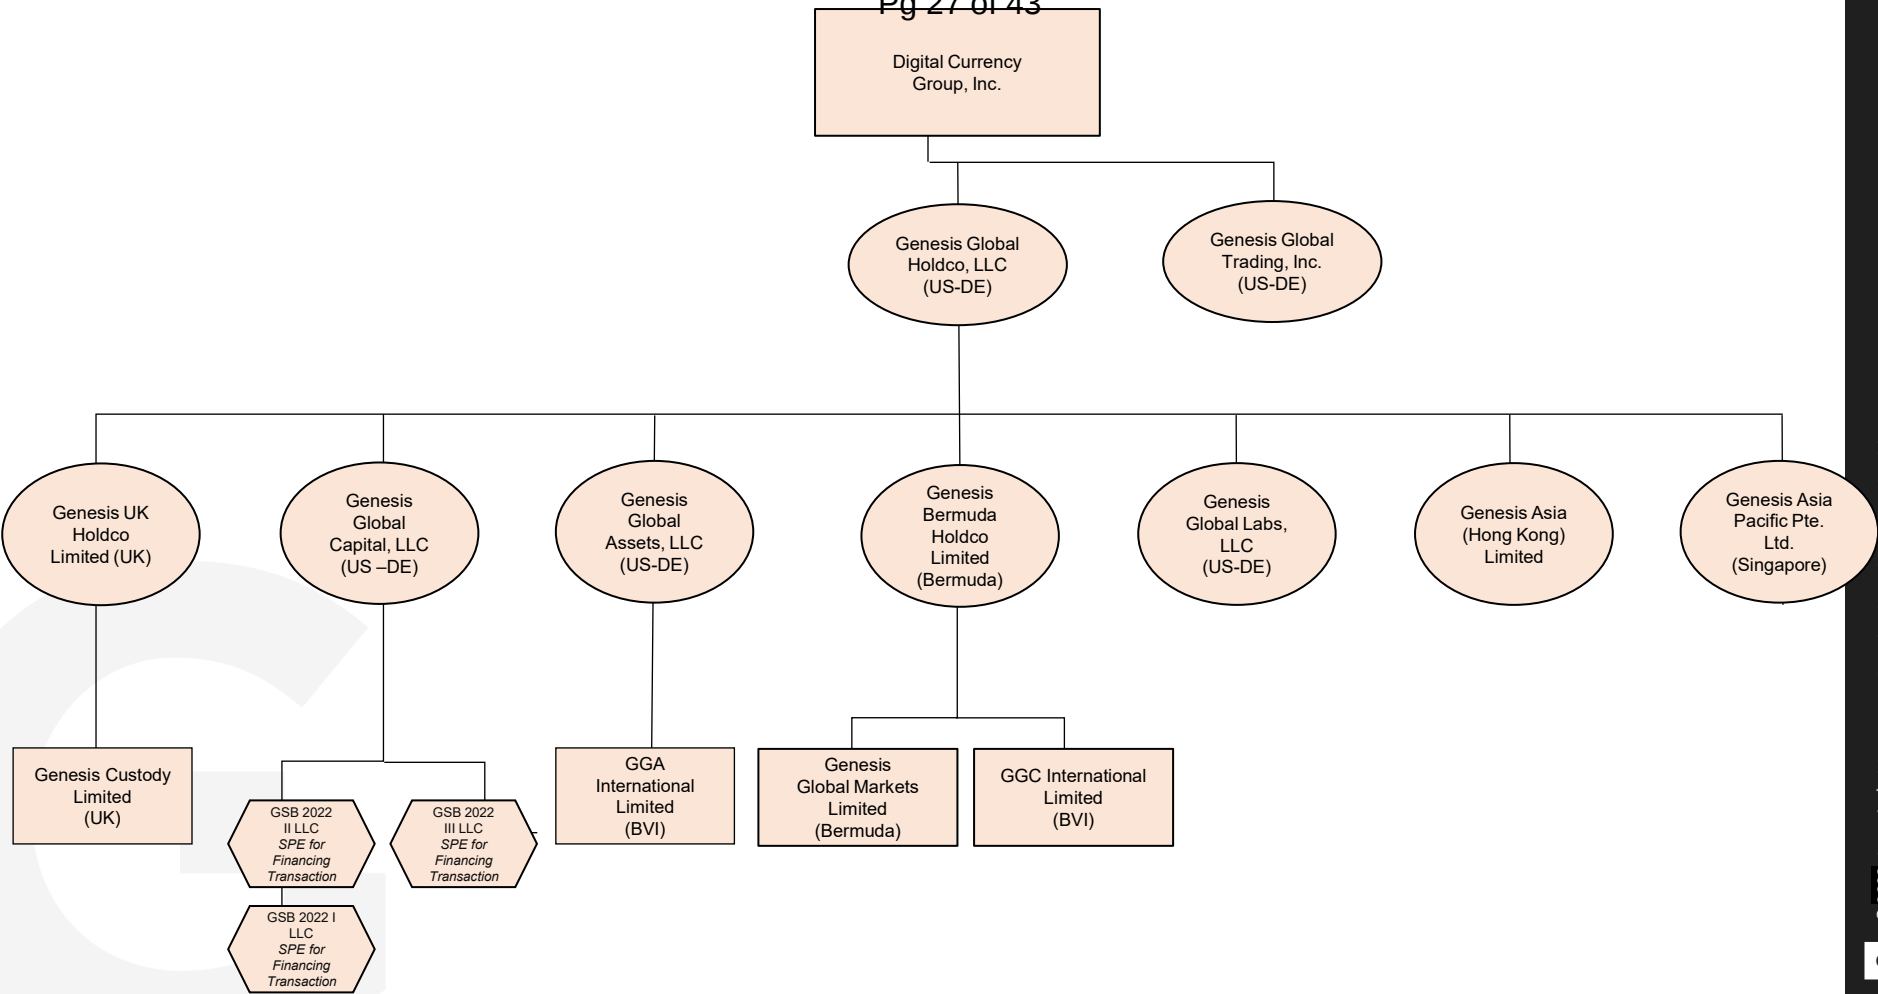 Pg 27 of 43
Digital Currency
Group, Inc.
Genesis Global
Holdco, LLC
(US-DE)
Genesis Global
Trading, Inc.
(US-DE)
Genesis UK
Holdco
Limited (UK)
Genesis
Global
Capital, LLC
(US –DE)
Genesis
Global
Assets, LLC
(US-DE)
Genesis
Bermuda
Holdco
Limited
(Bermuda)
Genesis
Global Labs,
LLC
(US-DE)
Genesis Asia
(Hong Kong)
Limited
Genesis Asia
Pacific Pte.
Ltd.
(Singapore)
Genesis Custody
Limited
(UK)
GSB 2022
II LLC
SPE for
Financing
Transaction
GSB 2022
III LLC
SPE for
Financing
Transaction
GGA
International
Limited
(BVI)
Genesis
Global Markets
Limited
(Bermuda)
GGC International
Limited
(BVI)
GSB 2022 I
LLC
SPE for
Financing
Transaction